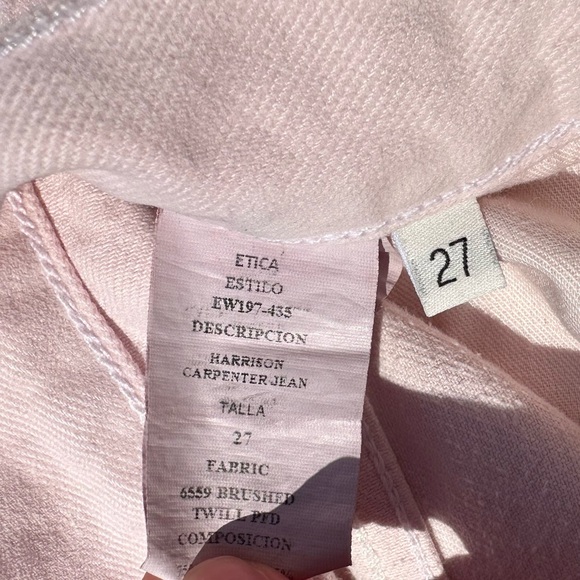 ETICA
ESTILO
EW197-435
DESCRIPCION
HARRISON
CARPENTER JEAN
TALLA
27
FABRIC
6559 BRUSHED
TWILL PFD
COMPOSICION
27